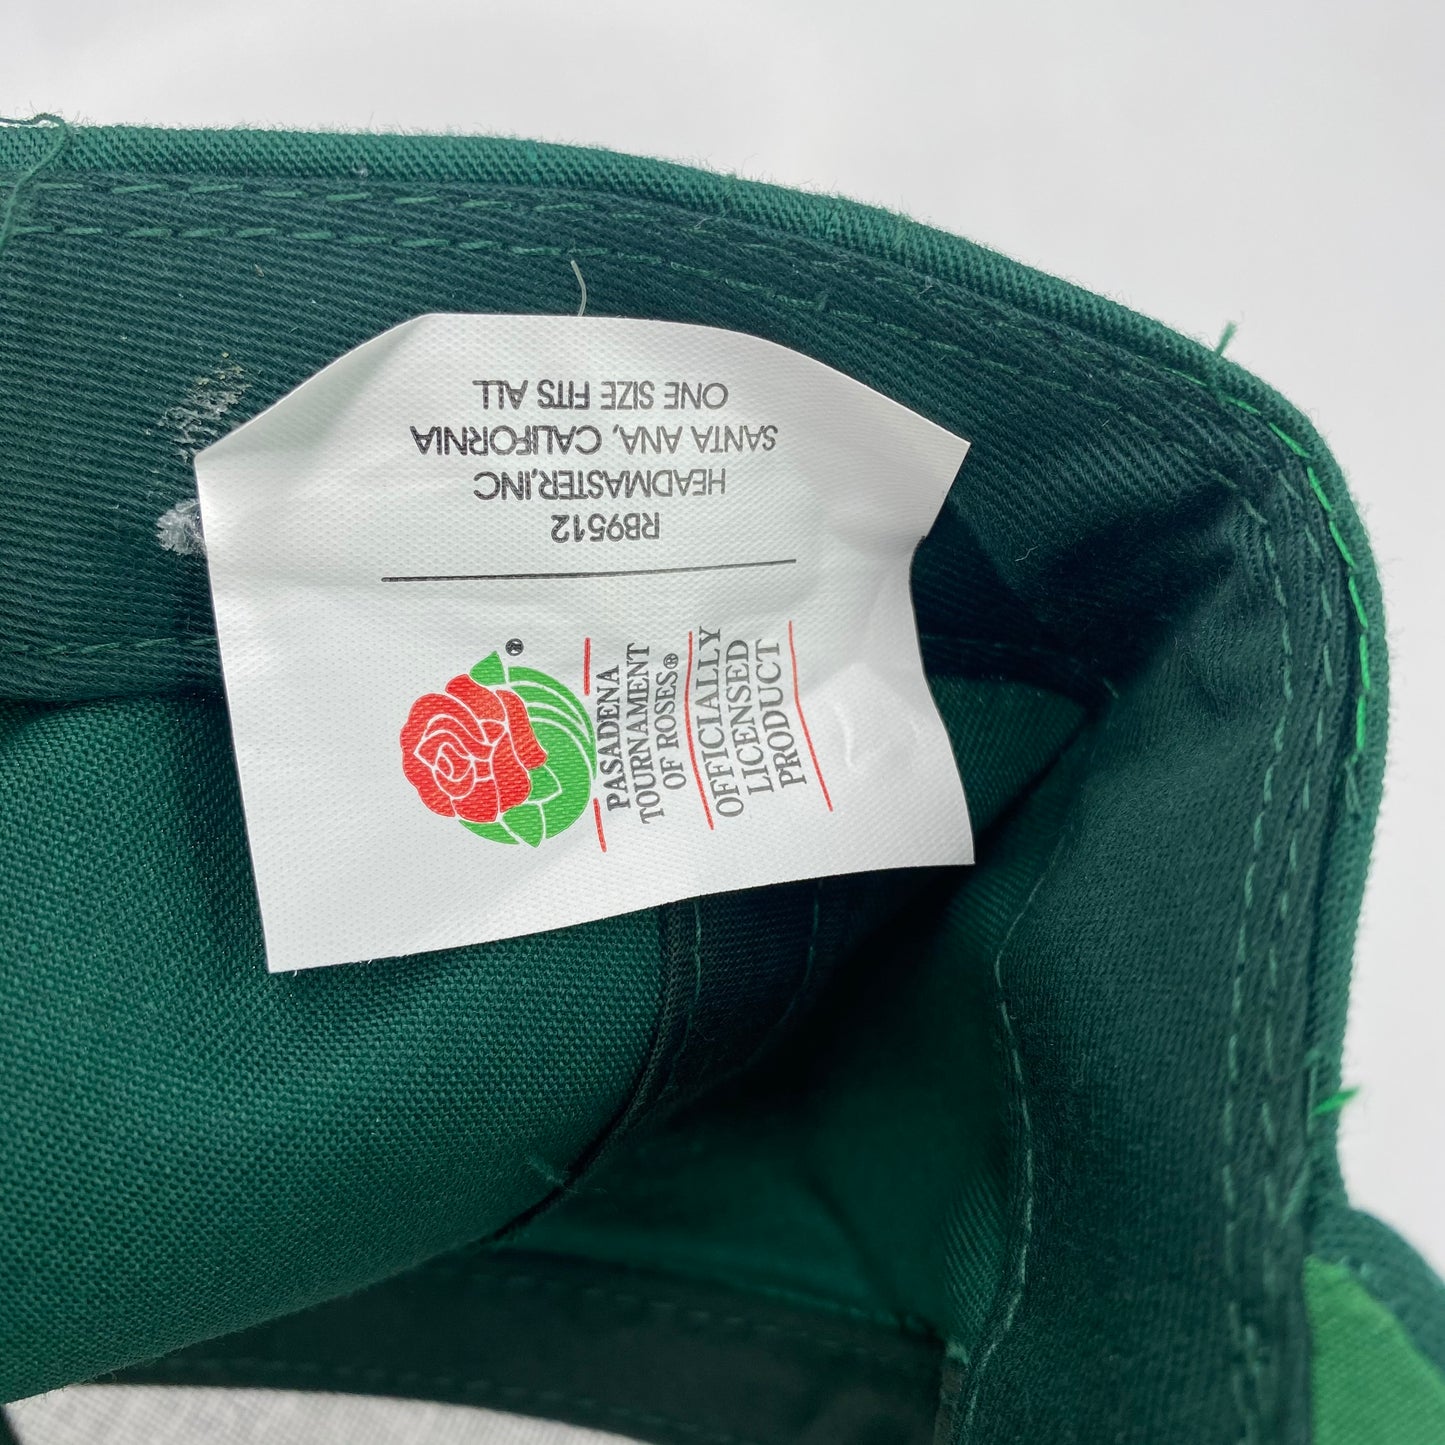 RB9512
HEADMASTER,INC
SANTA ANA, CALIFORNIA
ONE SIZE FITS ALL
®
PASADENA
TOURNAMENT
OF ROSES®
OFFICIALLY
LICENSED
PRODUCT